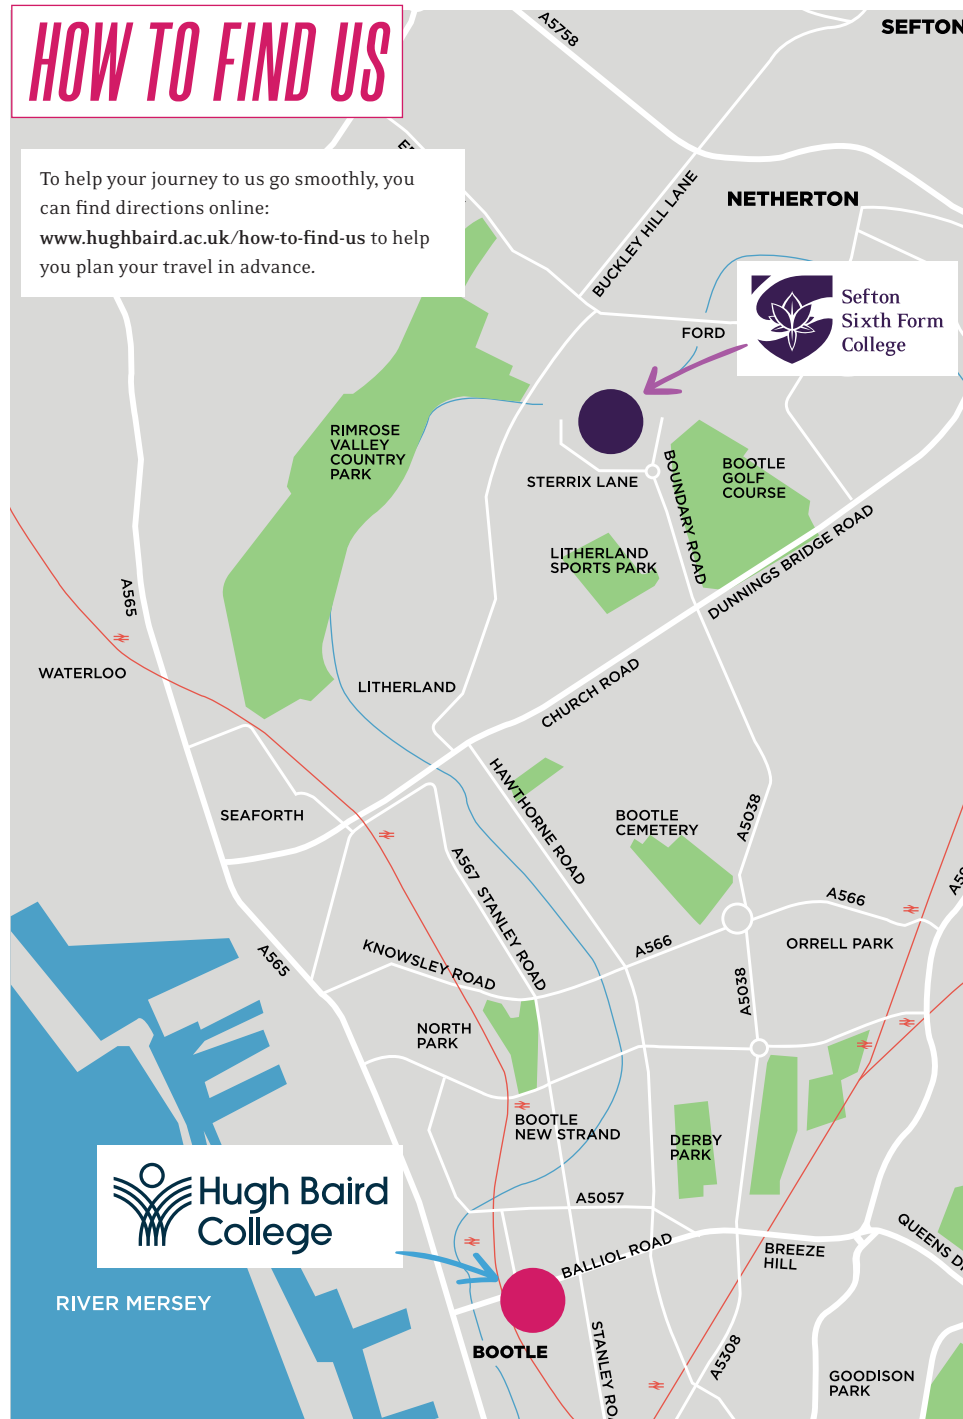 HOW TO FIND US
A5758
SEFTON
To help your journey to us go smoothly, you
can find directions online:
www.hughbaird.ac.uk/how-to-find-us to help
you plan your travel in advance.
BUCKLEY HILL LANE
NETHERTON
Sefton
Sixth Form
College
FORD
RIMROSE
VALLEY
COUNTRY
PARK
STERRIX LANE
BOUNDARY ROAD
BOOTLE
GOLF
COURSE
LITHERLAND
SPORTS PARK
DUNNINGS BRIDGE ROAD
A565
WATERLOO
LITHERLAND
CHURCH ROAD
HAWTHORNE ROAD
SEAFORTH
BOOTLE
CEMETERY
A5038
A567 STANLEY ROAD
A566
A566
ORRELL PARK
A565
KNOWSLEY ROAD
A5038
NORTH
PARK
BOOTLE
NEW STRAND
DERBY
PARK
Hugh Baird
College
A5057
BALLIOL ROAD
BREEZE
HILL
QUEENS D
RIVER MERSEY
BOOTLE
STANLEY RO
A5308
GOODISON
PARK